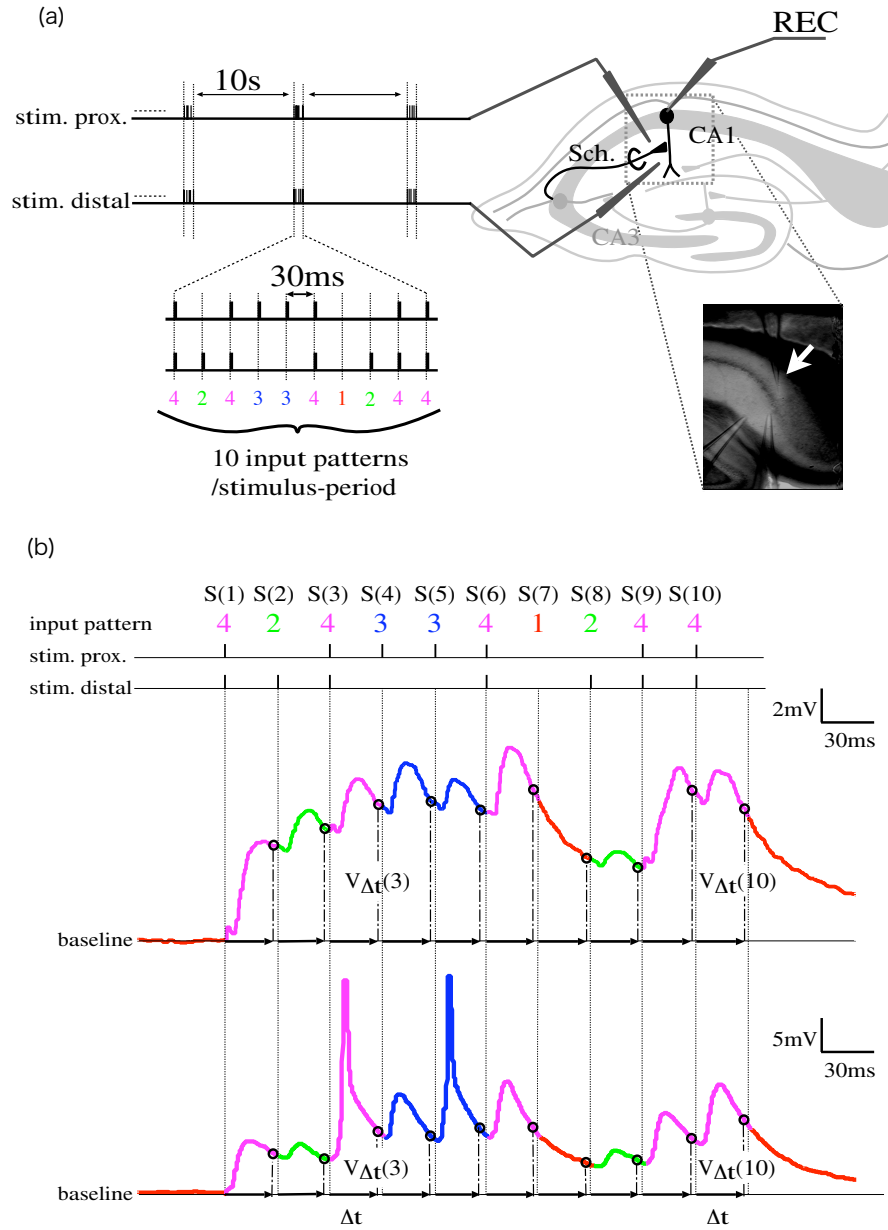 (a)
REC
10s
stim. prox.
CA1
Sch.
stim. distal
CA3
30ms
4 2 4 3 3 4 1 2 4 4
10 input patterns
/stimulus-period
(b)
S(1) S(2) S(3) S(4) S(5) S(6) S(7) S(8) S(9) S(10)
input pattern 4 2 4 3 3 4 1 2 4 4
stim. prox.
stim. distal
2mV
30ms
VΔt(3) VΔt(10)
baseline
5mV
30ms
VΔt(3) VΔt(10)
baseline
Δt Δt